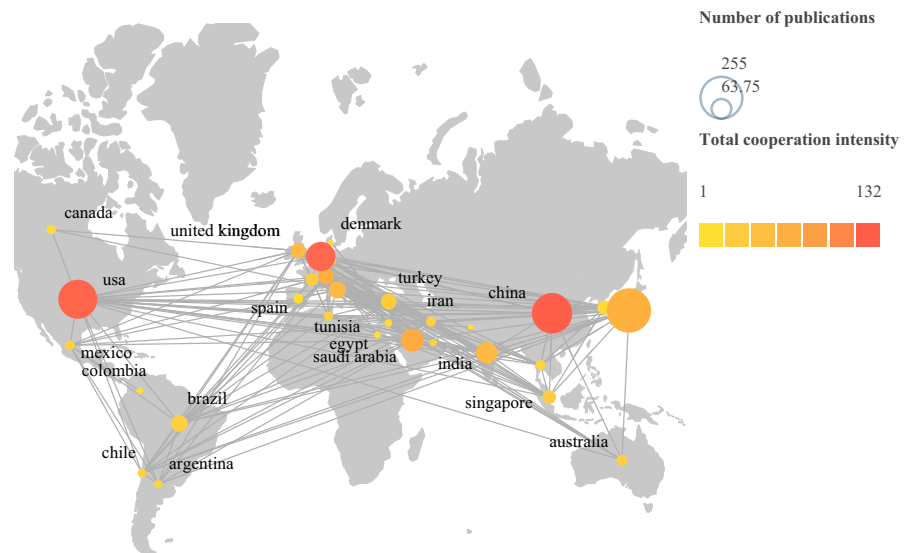 Number of publications
255
63.75
Total cooperation intensity
1 132
canada
united kingdom
denmark
usa
turkey
spain
iran
china
tunisia
egypt
saudi arabia
india
mexico
colombia
brazil
singapore
chile
argentina
australia